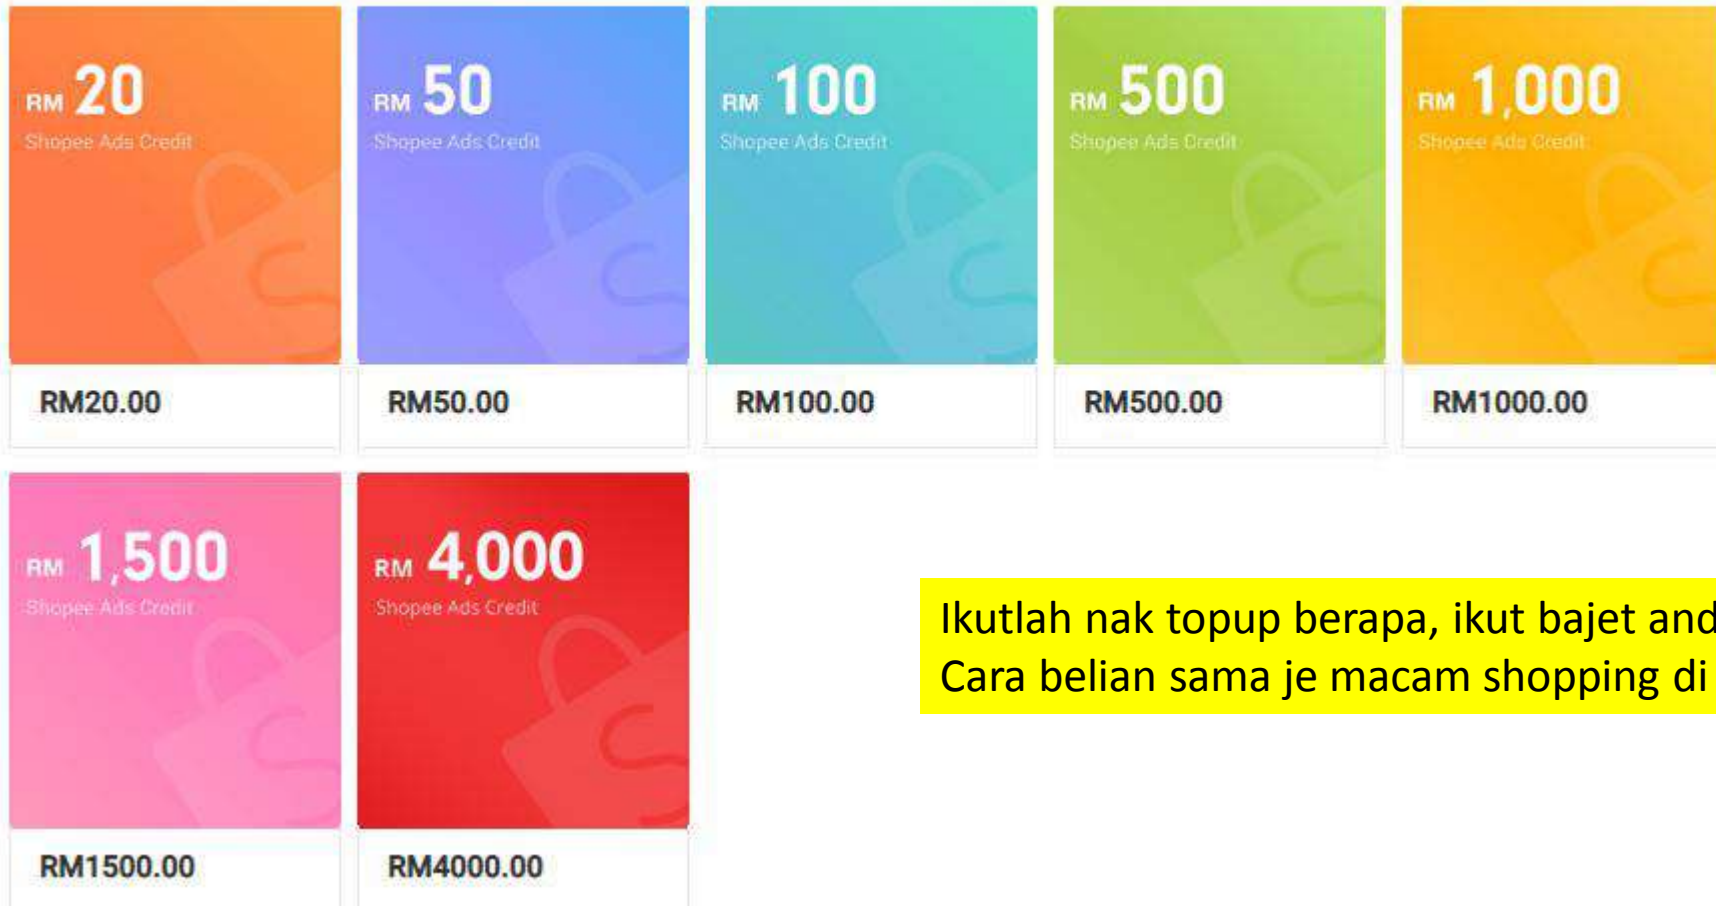 RM 20
Shopee Ads Credit
RM20.00
RM 50
Shopee Ads Credit
RM50.00
RM 100
Shopee Ads Credit
RM100.00
RM 500
Shopee Ads Credit
RM500.00
RM 1,000
Shopee Ads Credit
RM1000.00
RM 1,500
Shopee Ads Credit
RM1500.00
RM 4,000
Shopee Ads Credit
RM4000.00
Ikutlah nak topup berapa, ikut bajet and
Cara belian sama je macam shopping di